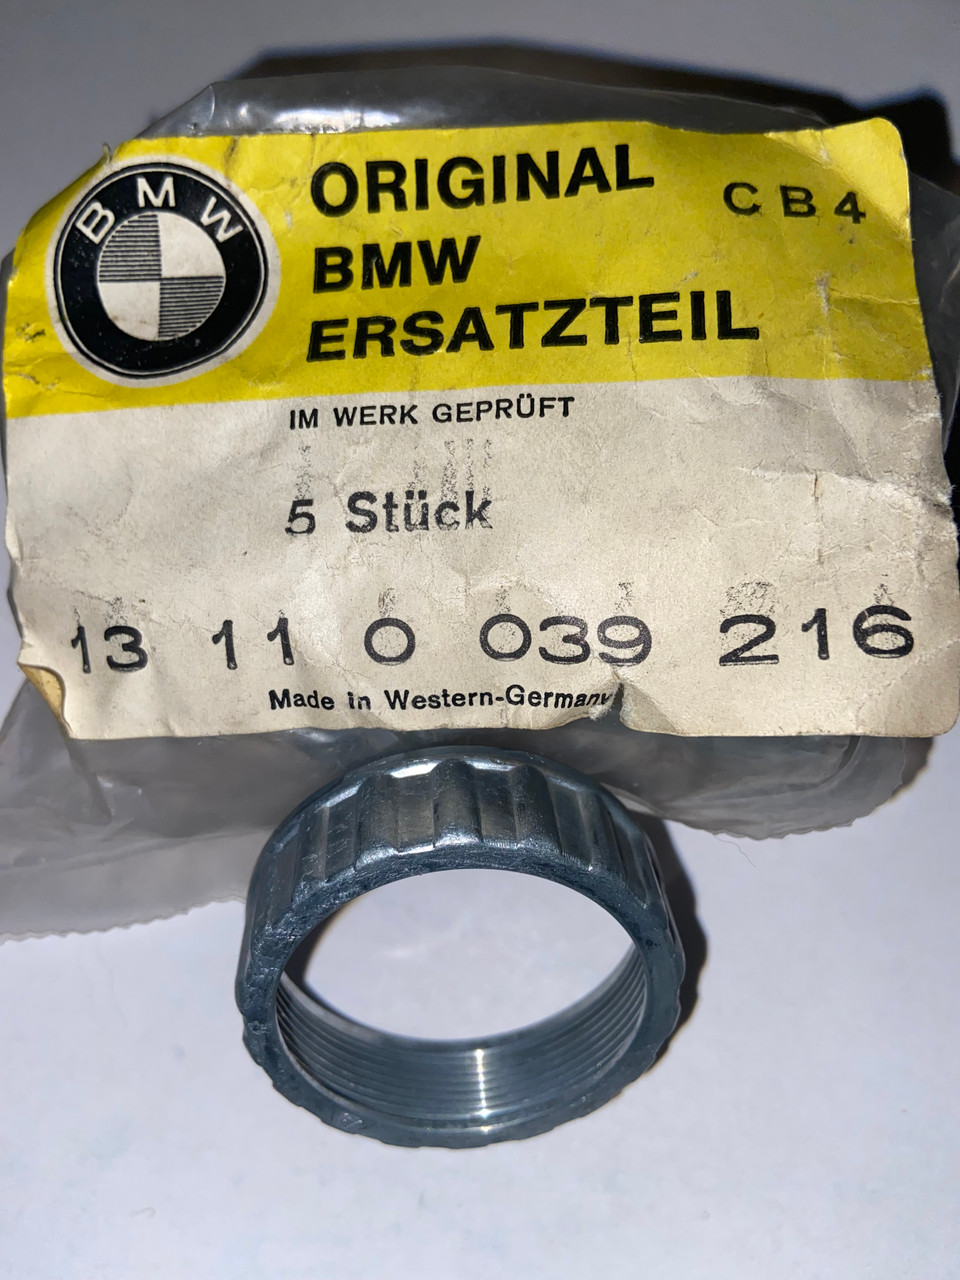 BMW
ORIGINAL
BMW
ERSATZTEIL
CB4
IM WERK GEPRÜFT
5 Stück
13 11 0 039 216
Made in Western-Germany